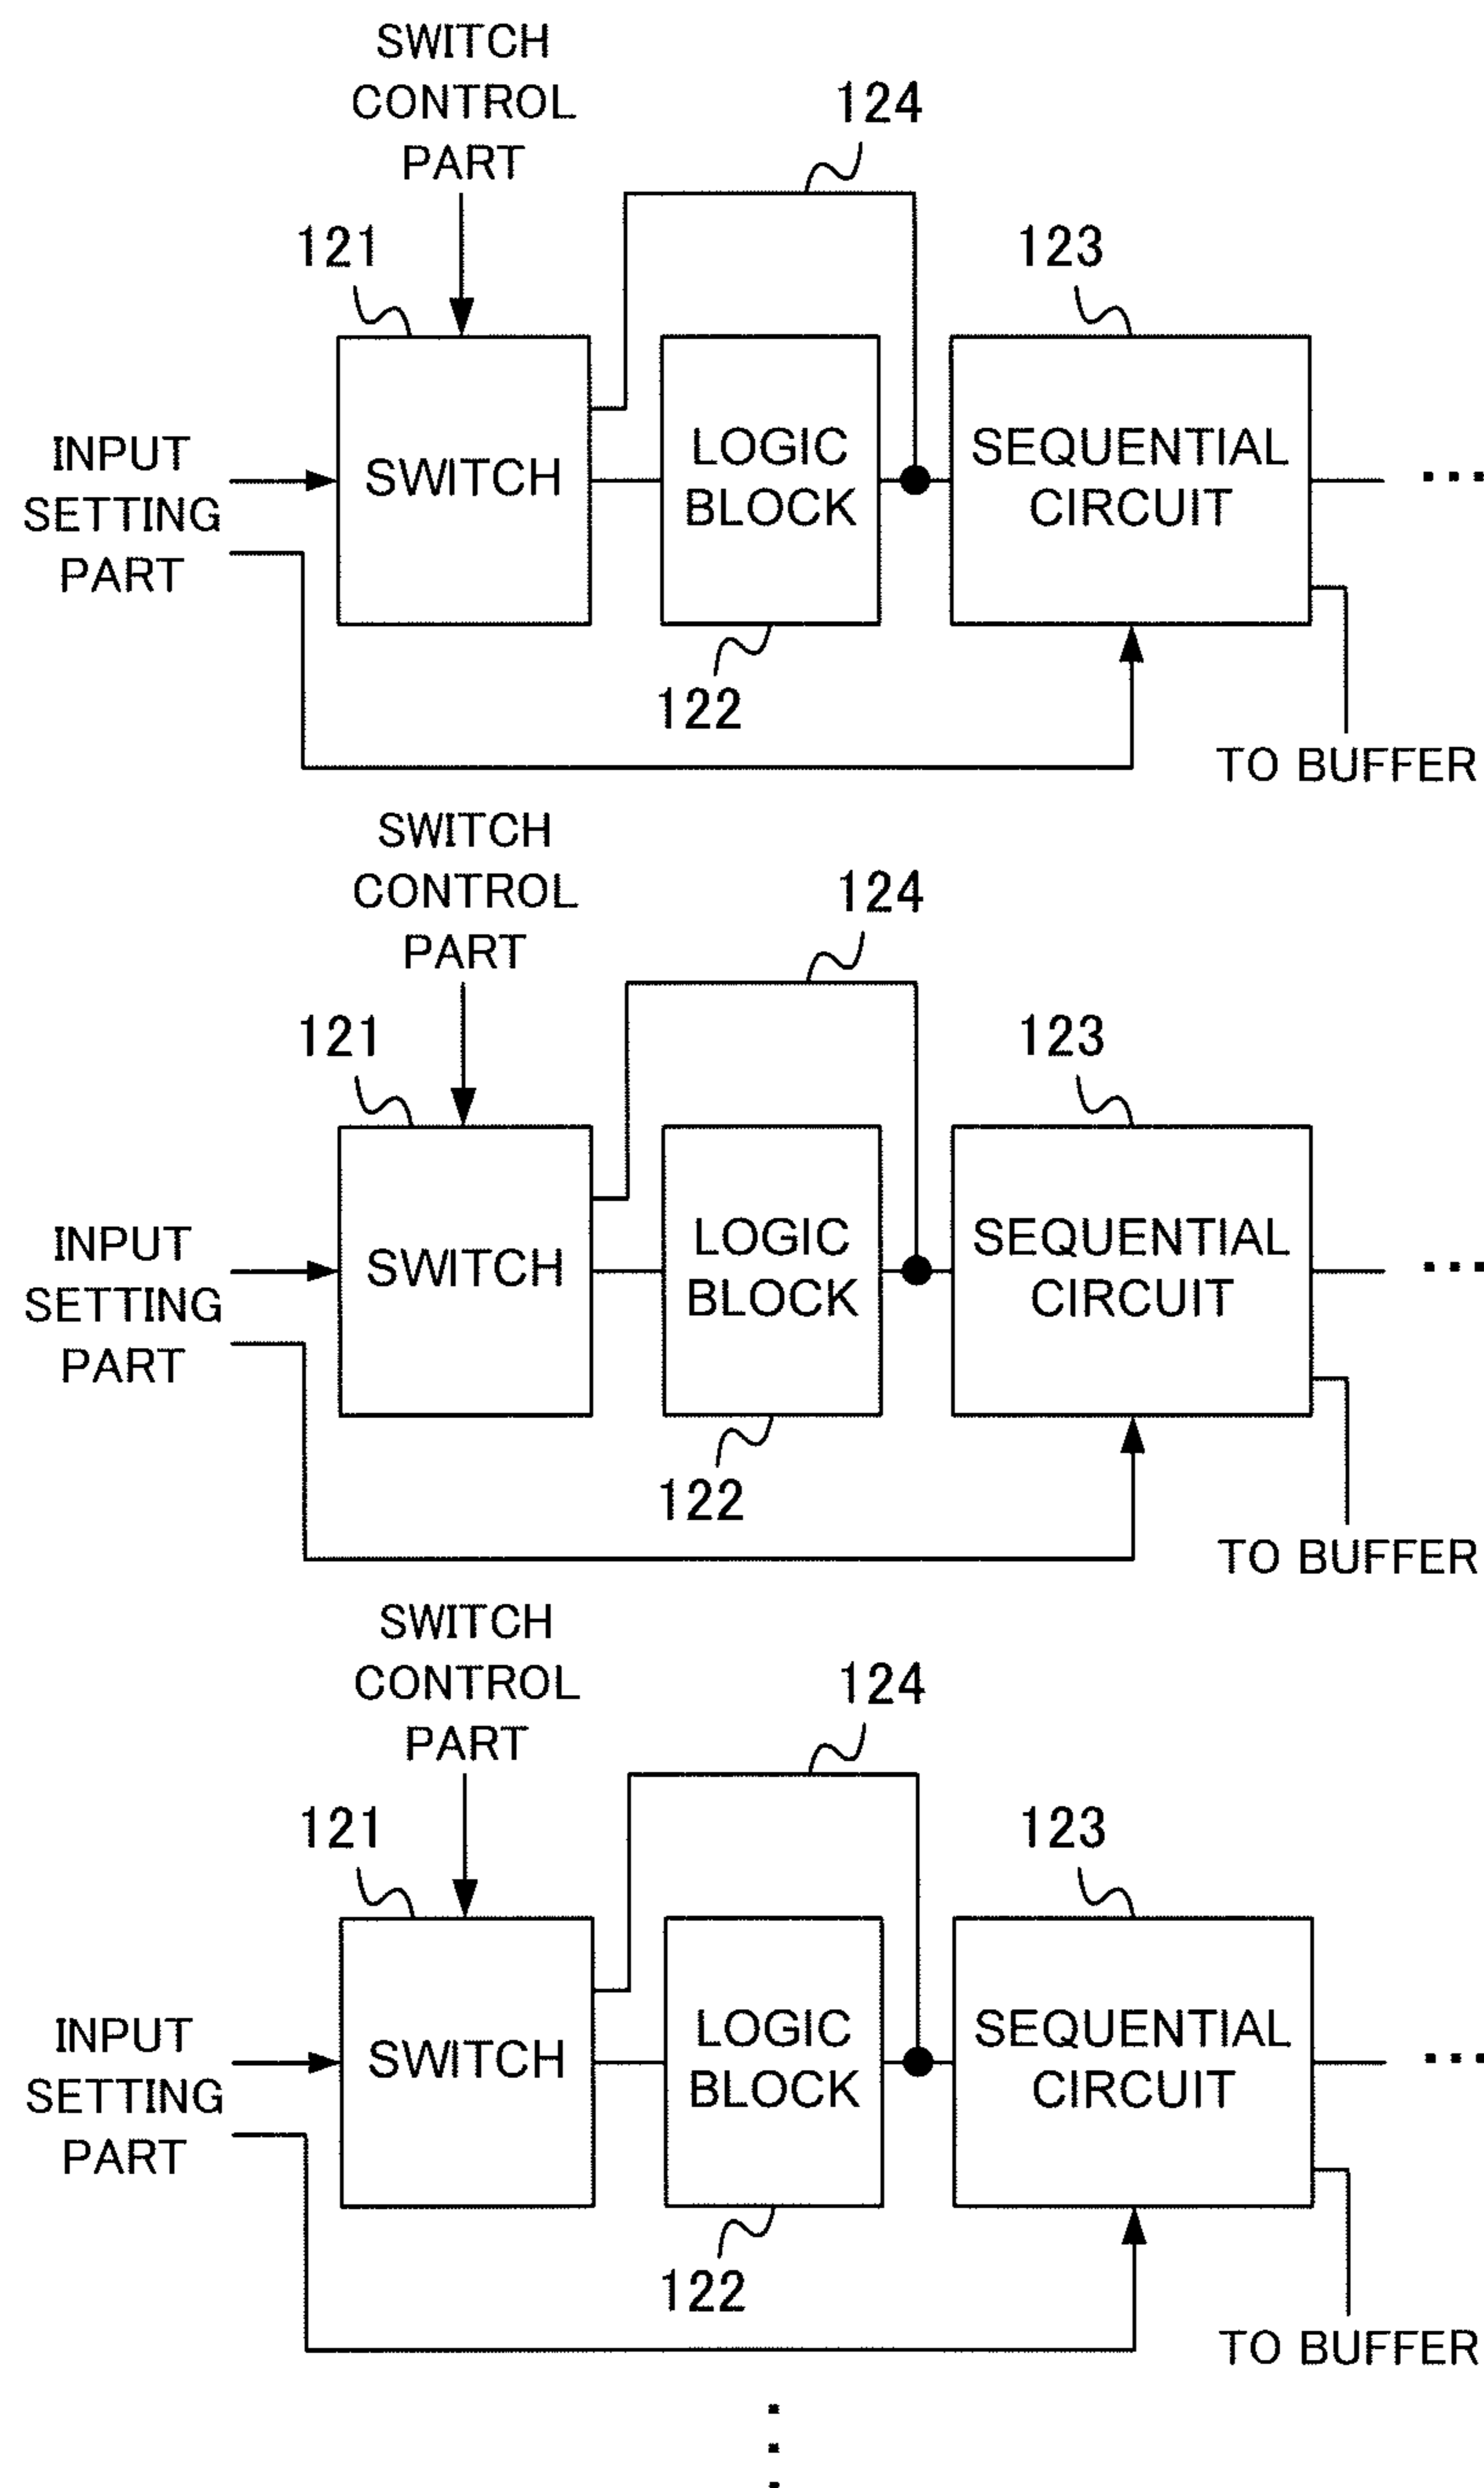 SWITCH
CONTROL
PART
124
121
123
INPUT
SETTING
PART
SWITCH
LOGIC
BLOCK
SEQUENTIAL
CIRCUIT
...
122
TO BUFFER
SWITCH
CONTROL
PART
124
121
123
INPUT
SETTING
PART
SWITCH
LOGIC
BLOCK
SEQUENTIAL
CIRCUIT
...
122
TO BUFFER
SWITCH
CONTROL
PART
124
121
123
INPUT
SETTING
PART
SWITCH
LOGIC
BLOCK
SEQUENTIAL
CIRCUIT
...
122
TO BUFFER